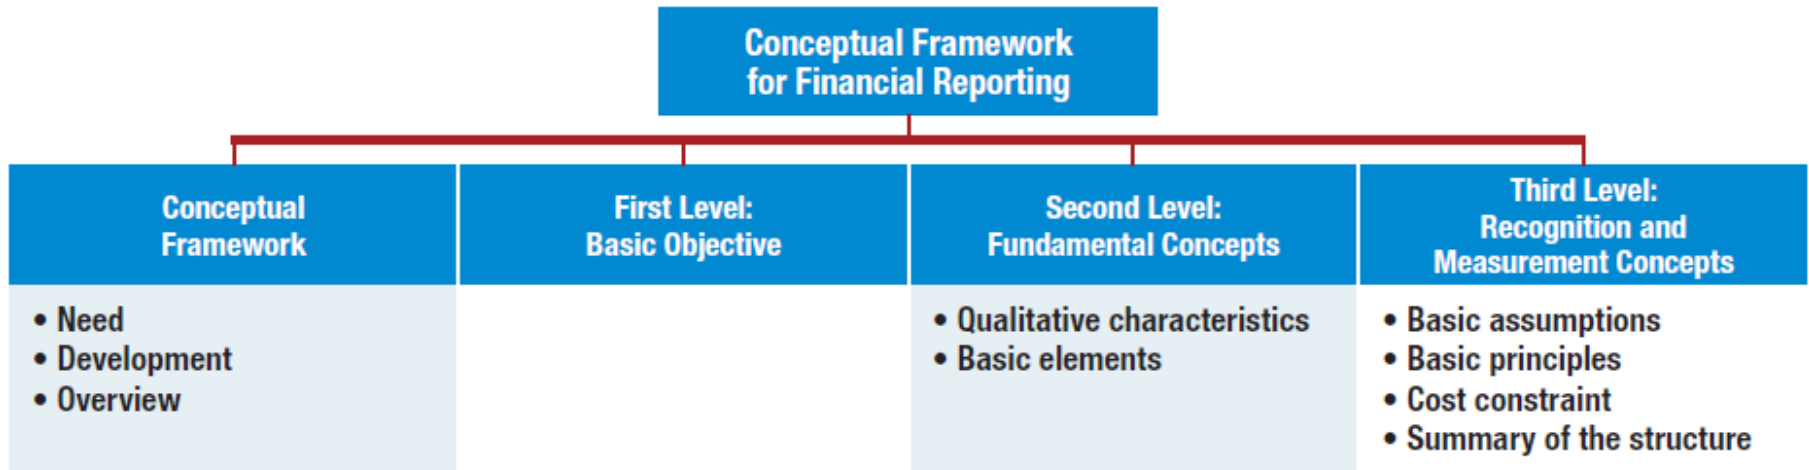 Conceptual Framework
for Financial Reporting
Conceptual
Framework
• Need
• Development
• Overview
First Level:
Basic Objective
Second Level:
Fundamental Concepts
• Qualitative characteristics
• Basic elements
Third Level:
Recognition and
Measurement Concepts
• Basic assumptions
• Basic principles
• Cost constraint
• Summary of the structure